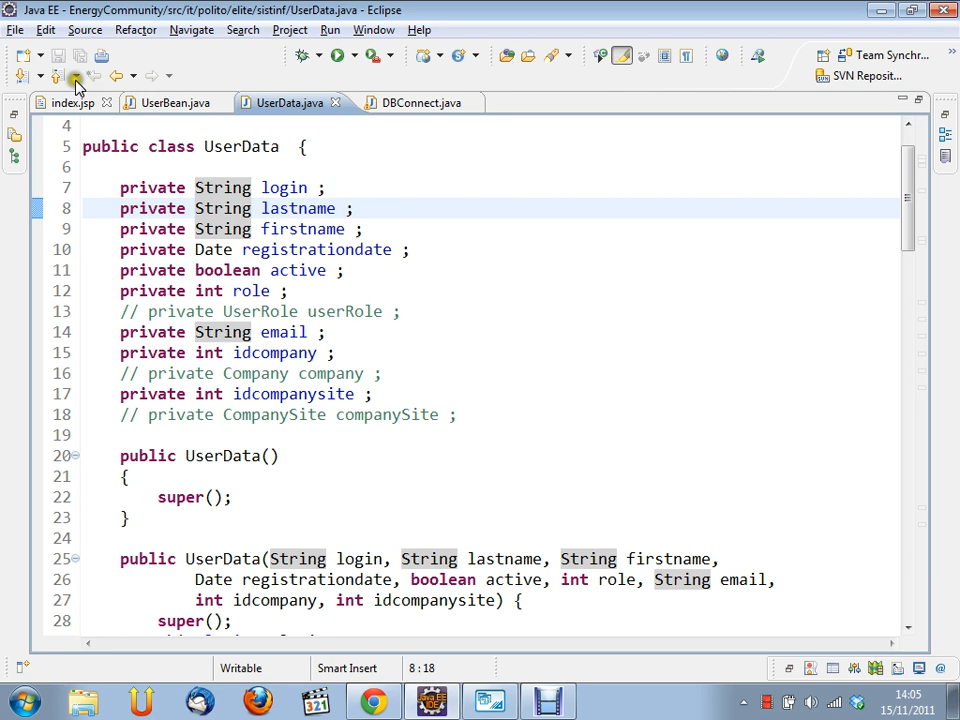 Java EE - EnergyCommunity/src/it/polito/elite/sistinf/UserData.java - Eclipse
File Edit Source Refactor Navigate Search Project Run Window Help
Team Synchr...
SVN Reposit...
index.jsp UserBean.java UserData.java DBConnect.java
4
5 public class UserData {
6
7 private String login ;
8 private String lastname ;
9 private String firstname ;
10 private Date registrationdate ;
11 private boolean active ;
12 private int role ;
13 // private UserRole userRole ;
14 private String email ;
15 private int idcompany ;
16 // private Company company ;
17 private int idcompanysite ;
18 // private CompanySite companySite ;
19
20 public UserData()
21 {
22 super();
23 }
24
25 public UserData(String login, String lastname, String firstname,
26 Date registrationdate, boolean active, int role, String email,
27 int idcompany, int idcompanysite) {
28 super();
Writable Smart Insert 8 : 18
321
Java EE
IDE
14:05
15/11/2011